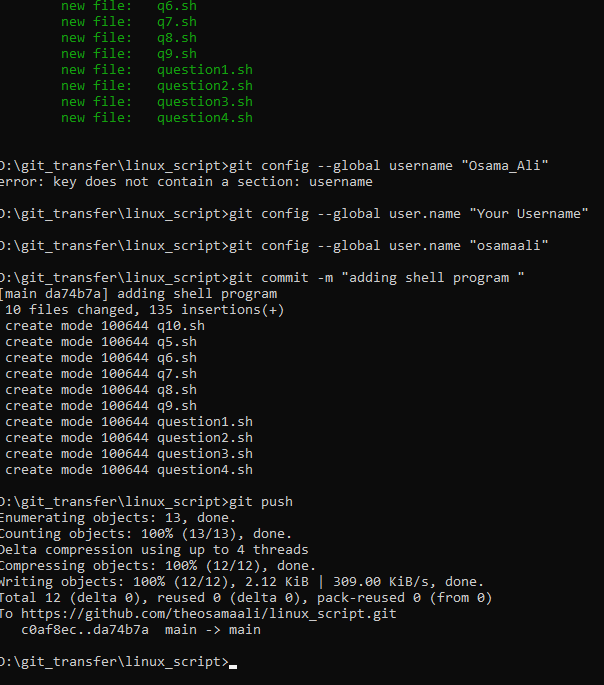 new file:   q6.sh
new file:   q7.sh
new file:   q8.sh
new file:   q9.sh
new file:   question1.sh
new file:   question2.sh
new file:   question3.sh
new file:   question4.sh
D:\git_transfer\linux_script>git config --global username "Osama_Ali"
error: key does not contain a section: username
D:\git_transfer\linux_script>git config --global user.name "Your Username"
D:\git_transfer\linux_script>git config --global user.name "osamaali"
D:\git_transfer\linux_script>git commit -m "adding shell program "
[main da74b7a] adding shell program
10 files changed, 135 insertions(+)
create mode 100644 q10.sh
create mode 100644 q5.sh
create mode 100644 q6.sh
create mode 100644 q7.sh
create mode 100644 q8.sh
create mode 100644 q9.sh
create mode 100644 question1.sh
create mode 100644 question2.sh
create mode 100644 question3.sh
create mode 100644 question4.sh
D:\git_transfer\linux_script>git push
Enumerating objects: 13, done.
Counting objects: 100% (13/13), done.
Delta compression using up to 4 threads
Compressing objects: 100% (12/12), done.
Writing objects: 100% (12/12), 2.12 KiB | 309.00 KiB/s, done.
Total 12 (delta 0), reused 0 (delta 0), pack-reused 0 (from 0)
To https://github.com/theosamaali/linux_script.git
c0af8ec..da74b7a  main -> main
D:\git_transfer\linux_script>